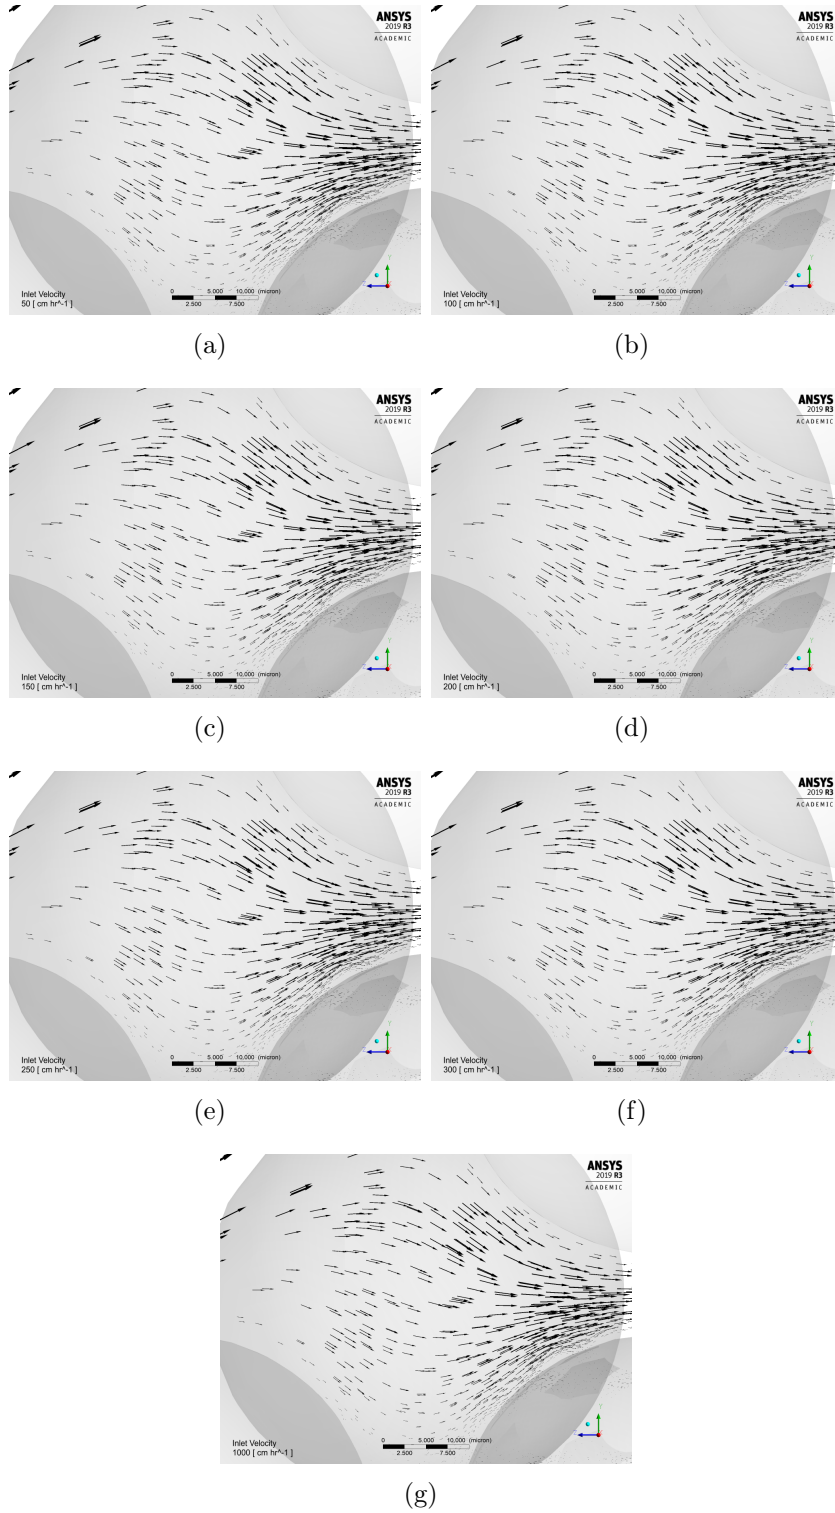 ANSYS
2019 R3
ACADEMIC
Inlet Velocity
50 [ cm hr^-1 ]
0 5.000 10.000 (micron)
2.500 7.500
(a)
ANSYS
2019 R3
ACADEMIC
Inlet Velocity
100 [ cm hr^-1 ]
0 5.000 10.000 (micron)
2.500 7.500
(b)
ANSYS
2019 R3
ACADEMIC
Inlet Velocity
150 [ cm hr^-1 ]
0 5.000 10.000 (micron)
2.500 7.500
(c)
ANSYS
2019 R3
ACADEMIC
Inlet Velocity
200 [ cm hr^-1 ]
0 5.000 10.000 (micron)
2.500 7.500
(d)
ANSYS
2019 R3
ACADEMIC
Inlet Velocity
250 [ cm hr^-1 ]
0 5.000 10.000 (micron)
2.500 7.500
(e)
ANSYS
2019 R3
ACADEMIC
Inlet Velocity
300 [ cm hr^-1 ]
0 5.000 10.000 (micron)
2.500 7.500
(f)
ANSYS
2019 R3
ACADEMIC
Inlet Velocity
1000 [ cm hr^-1 ]
0 5.000 10.000 (micron)
2.500 7.500
(g)